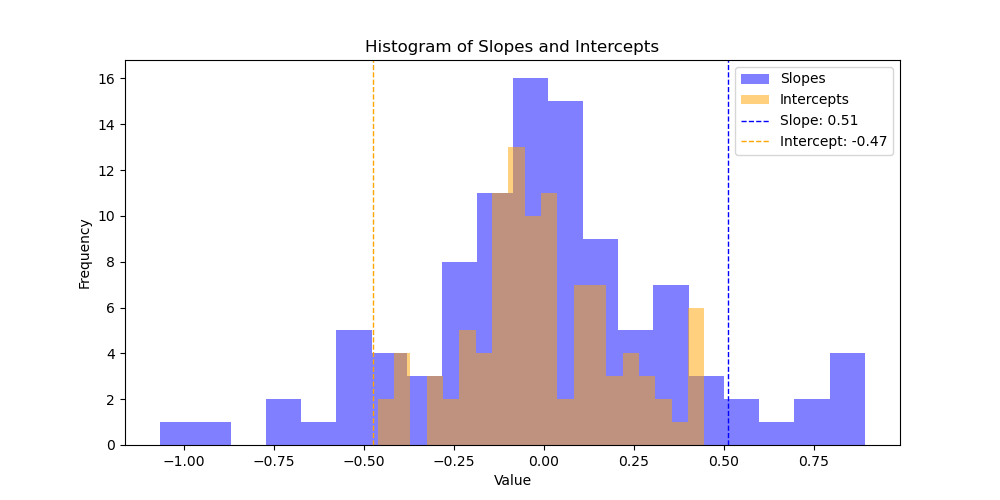 Histogram of Slopes and Intercepts
Slopes
Intercepts
Slope: 0.51
Intercept: -0.47
16
14
12
10
8
6
4
2
0
Frequency
−1.00
−0.75
−0.50
−0.25
0.00
0.25
0.50
0.75
Value